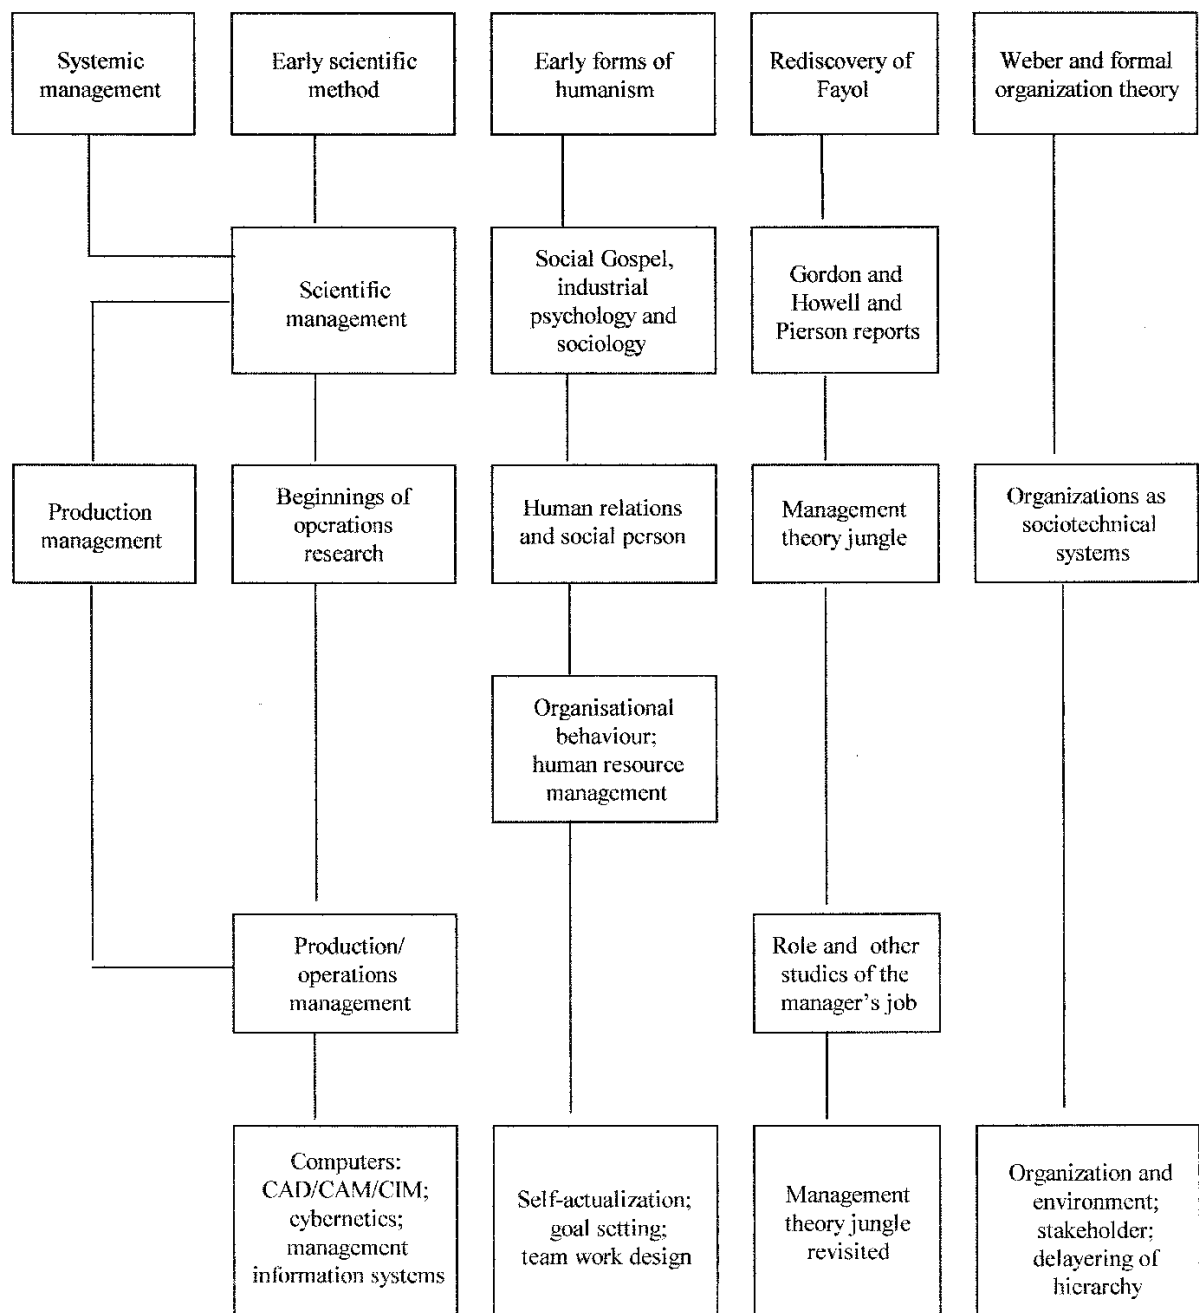 Systemic
management
Early scientific
method
Early forms of
humanism
Rediscovery of
Fayol
Weber and formal
organization theory
Scientific
management
Social Gospel,
industrial
psychology and
sociology
Gordon and
Howell and
Pierson reports
Production
management
Beginnings of
operations
research
Human relations
and social person
Management
theory jungle
Organizations as
sociotechnical
systems
Organisational
behaviour;
human resource
management
Production/
operations
management
Role and other
studies of the
manager's job
Computers:
CAD/CAM/CIM;
cybernetics;
management
information systems
Self-actualization;
goal setting;
team work design
Management
theory jungle
revisited
Organization and
environment;
stakeholder;
delayering of
hierarchy